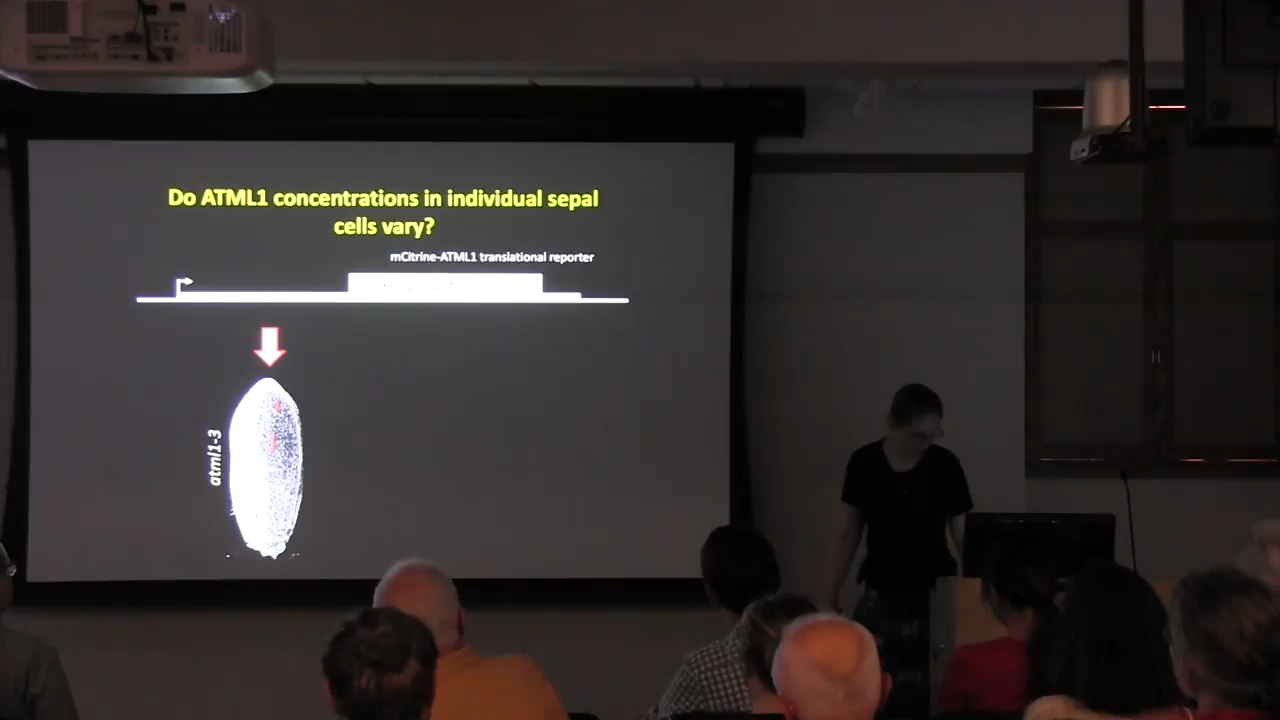 Do ATML1 concentrations in individual sepal
cells vary?
mCitrine-ATML1 translational reporter
atml1-3